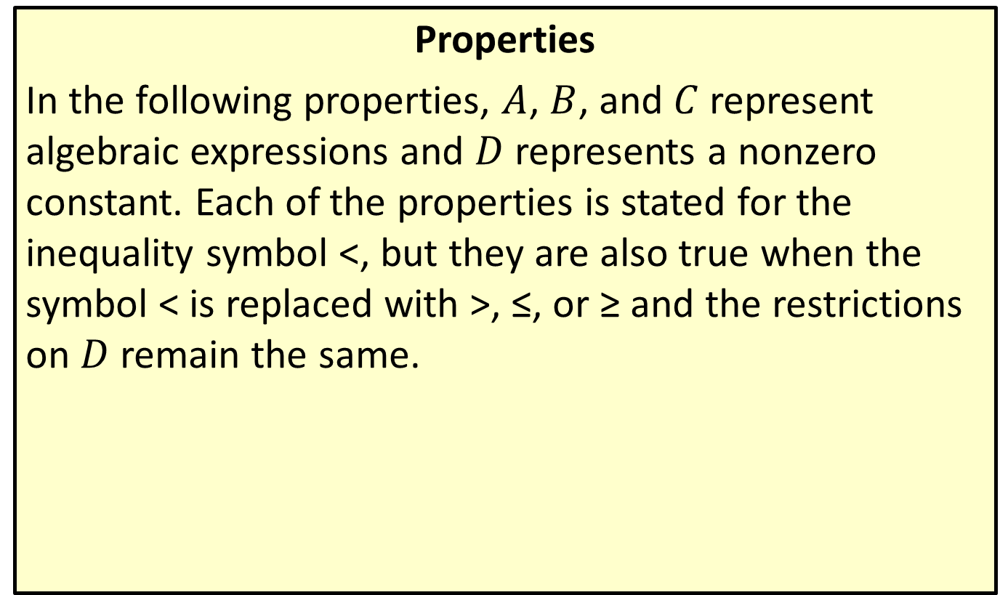 Properties
In the following properties, A, B, and C represent
algebraic expressions and D represents a nonzero
constant. Each of the properties is stated for the
inequality symbol <, but they are also true when the
symbol < is replaced with >, ≤, or ≥ and the restrictions
on D remain the same.